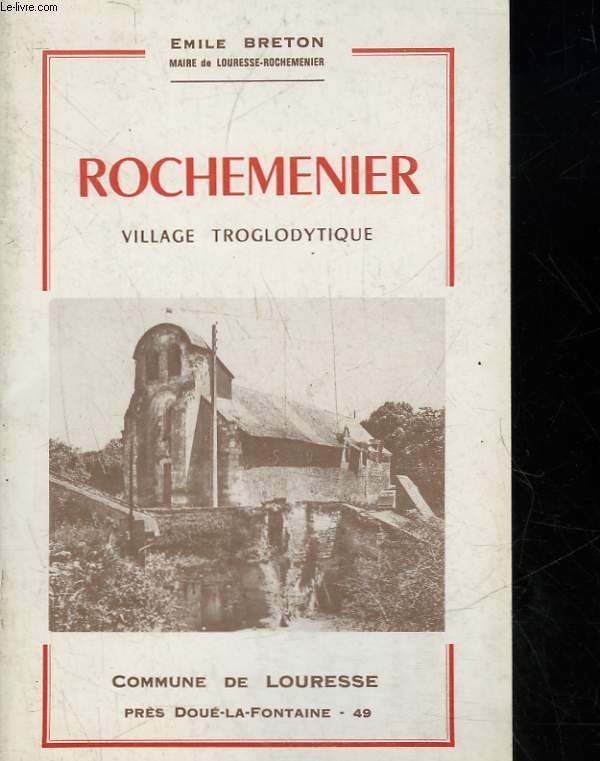 Le-livre.com
EMILE BRETON
MAIRE de LOURESSE-ROCHEMENIER
ROCHEMENIER
VILLAGE TROGLODYTIQUE
COMMUNE DE LOURESSE
PRÈS DOUÉ-LA-FONTAINE - 49